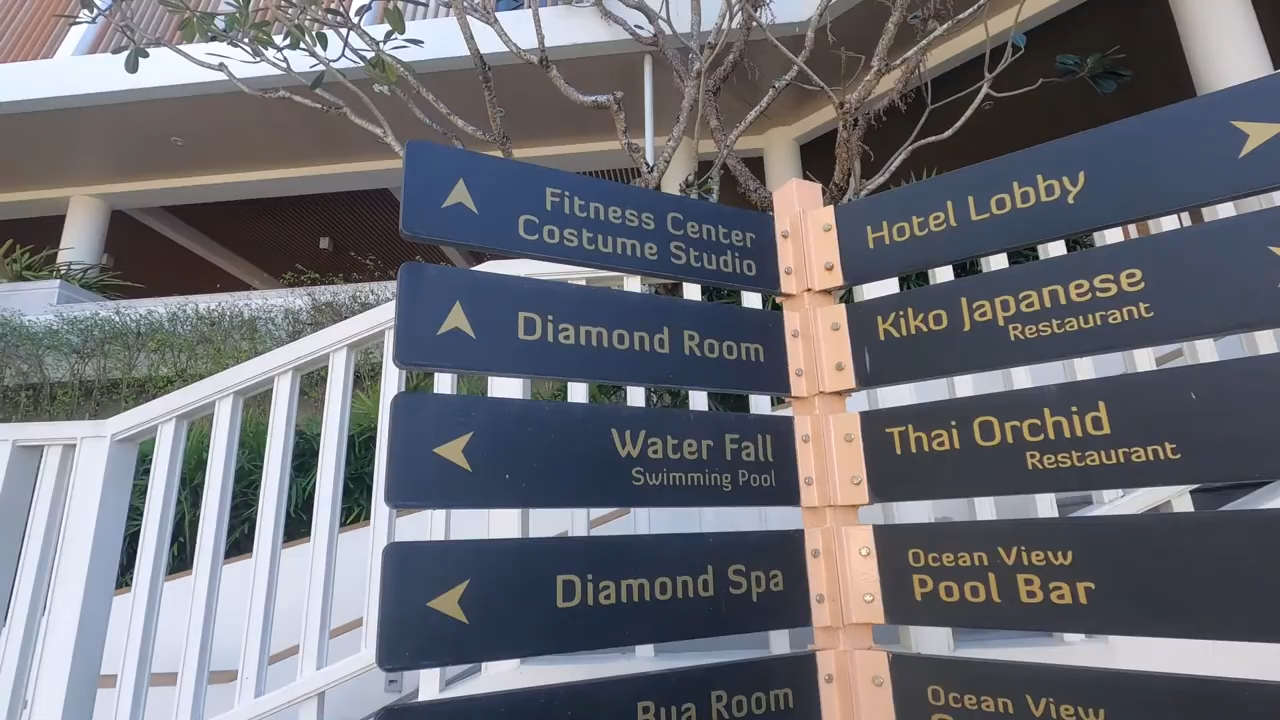 Fitness Center
Costume Studio
Diamond Room
Water Fall
Swimming Pool
Diamond Spa
Bua Room
Hotel Lobby
Kiko Japanese
Restaurant
Thai Orchid
Restaurant
Ocean View
Pool Bar
Ocean View